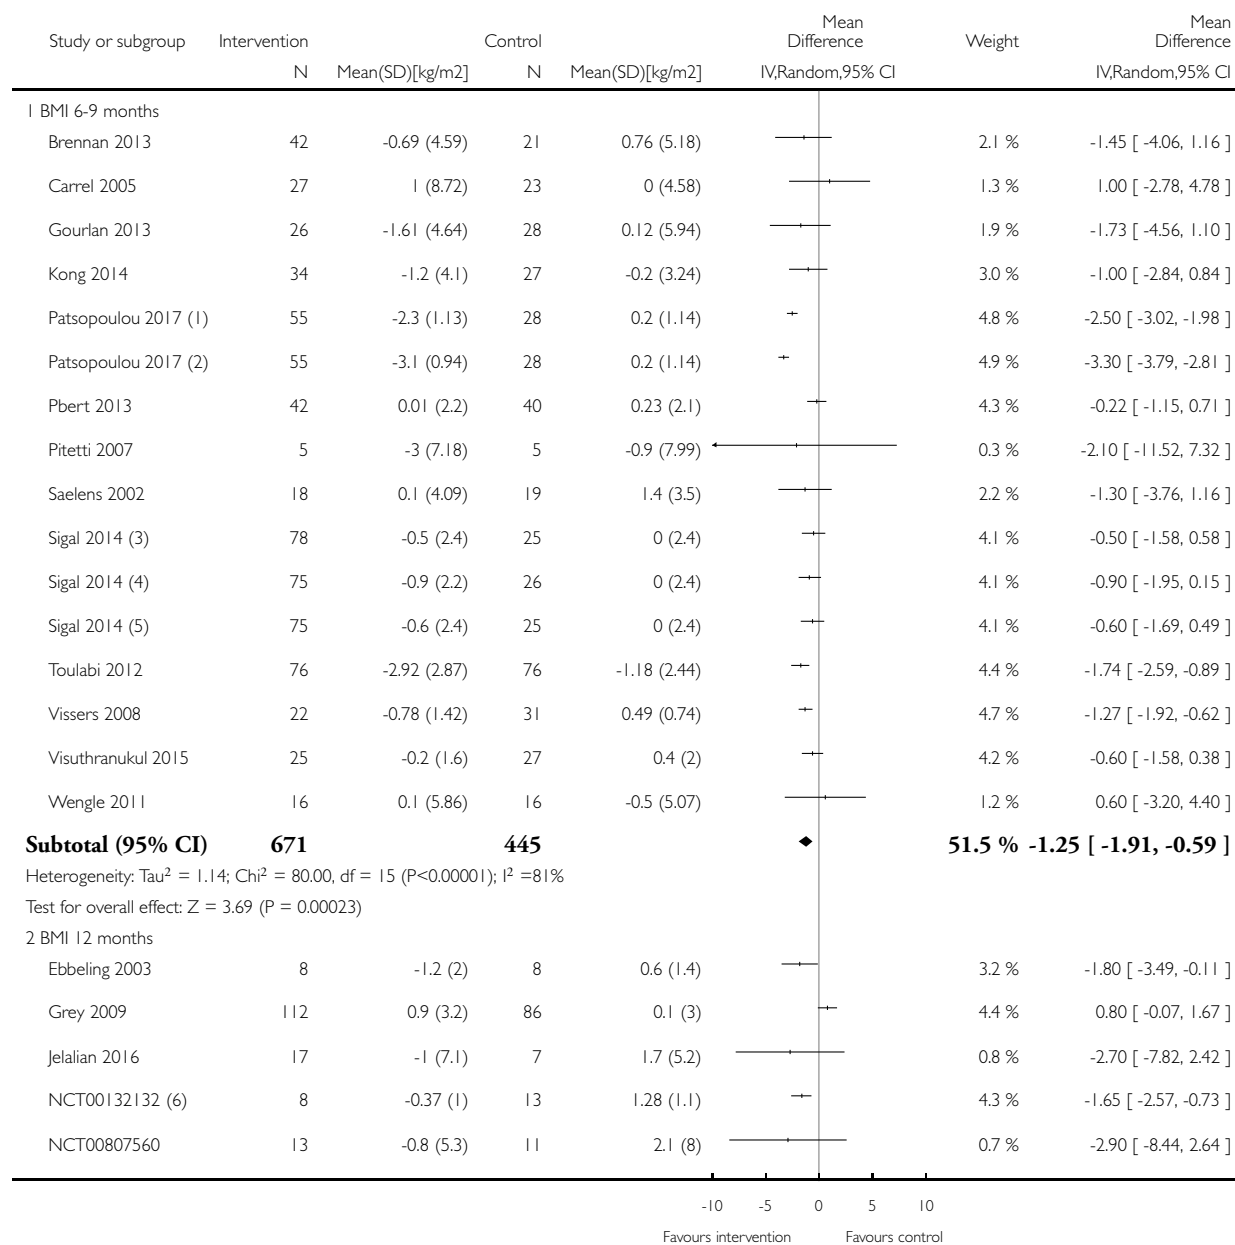 Mean Mean
Study or subgroup Intervention Control Difference Weight Difference
N Mean(SD)[kg/m2] N Mean(SD)[kg/m2] IV,Random,95% CI IV,Random,95% CI
1 BMI 6-9 months
Brennan 2013 42 -0.69 (4.59) 21 0.76 (5.18) 2.1 % -1.45 [ -4.06, 1.16 ]
Carrel 2005 27 1 (8.72) 23 0 (4.58) 1.3 % 1.00 [ -2.78, 4.78 ]
Gourlan 2013 26 -1.61 (4.64) 28 0.12 (5.94) 1.9 % -1.73 [ -4.56, 1.10 ]
Kong 2014 34 -1.2 (4.1) 27 -0.2 (3.24) 3.0 % -1.00 [ -2.84, 0.84 ]
Patsopoulou 2017 (1) 55 -2.3 (1.13) 28 0.2 (1.14) 4.8 % -2.50 [ -3.02, -1.98 ]
Patsopoulou 2017 (2) 55 -3.1 (0.94) 28 0.2 (1.14) 4.9 % -3.30 [ -3.79, -2.81 ]
Pbert 2013 42 0.01 (2.2) 40 0.23 (2.1) 4.3 % -0.22 [ -1.15, 0.71 ]
Pitetti 2007 5 -3 (7.18) 5 -0.9 (7.99) 0.3 % -2.10 [ -11.52, 7.32 ]
Saelens 2002 18 0.1 (4.09) 19 1.4 (3.5) 2.2 % -1.30 [ -3.76, 1.16 ]
Sigal 2014 (3) 78 -0.5 (2.4) 25 0 (2.4) 4.1 % -0.50 [ -1.58, 0.58 ]
Sigal 2014 (4) 75 -0.9 (2.2) 26 0 (2.4) 4.1 % -0.90 [ -1.95, 0.15 ]
Sigal 2014 (5) 75 -0.6 (2.4) 25 0 (2.4) 4.1 % -0.60 [ -1.69, 0.49 ]
Toulabi 2012 76 -2.92 (2.87) 76 -1.18 (2.44) 4.4 % -1.74 [ -2.59, -0.89 ]
Vissers 2008 22 -0.78 (1.42) 31 0.49 (0.74) 4.7 % -1.27 [ -1.92, -0.62 ]
Visuthranukul 2015 25 -0.2 (1.6) 27 0.4 (2) 4.2 % -0.60 [ -1.58, 0.38 ]
Wengle 2011 16 0.1 (5.86) 16 -0.5 (5.07) 1.2 % 0.60 [ -3.20, 4.40 ]
Subtotal (95% CI) 671 445 51.5 % -1.25 [ -1.91, -0.59 ]
Heterogeneity: Tau² = 1.14; Chi² = 80.00, df = 15 (P<0.00001); I² =81%
Test for overall effect: Z = 3.69 (P = 0.00023)
2 BMI 12 months
Ebbeling 2003 8 -1.2 (2) 8 0.6 (1.4) 3.2 % -1.80 [ -3.49, -0.11 ]
Grey 2009 112 0.9 (3.2) 86 0.1 (3) 4.4 % 0.80 [ -0.07, 1.67 ]
Jelalian 2016 17 -1 (7.1) 7 1.7 (5.2) 0.8 % -2.70 [ -7.82, 2.42 ]
NCT00132132 (6) 8 -0.37 (1) 13 1.28 (1.1) 4.3 % -1.65 [ -2.57, -0.73 ]
NCT00807560 13 -0.8 (5.3) 11 2.1 (8) 0.7 % -2.90 [ -8.44, 2.64 ]
-10 -5 0 5 10
Favours intervention Favours control